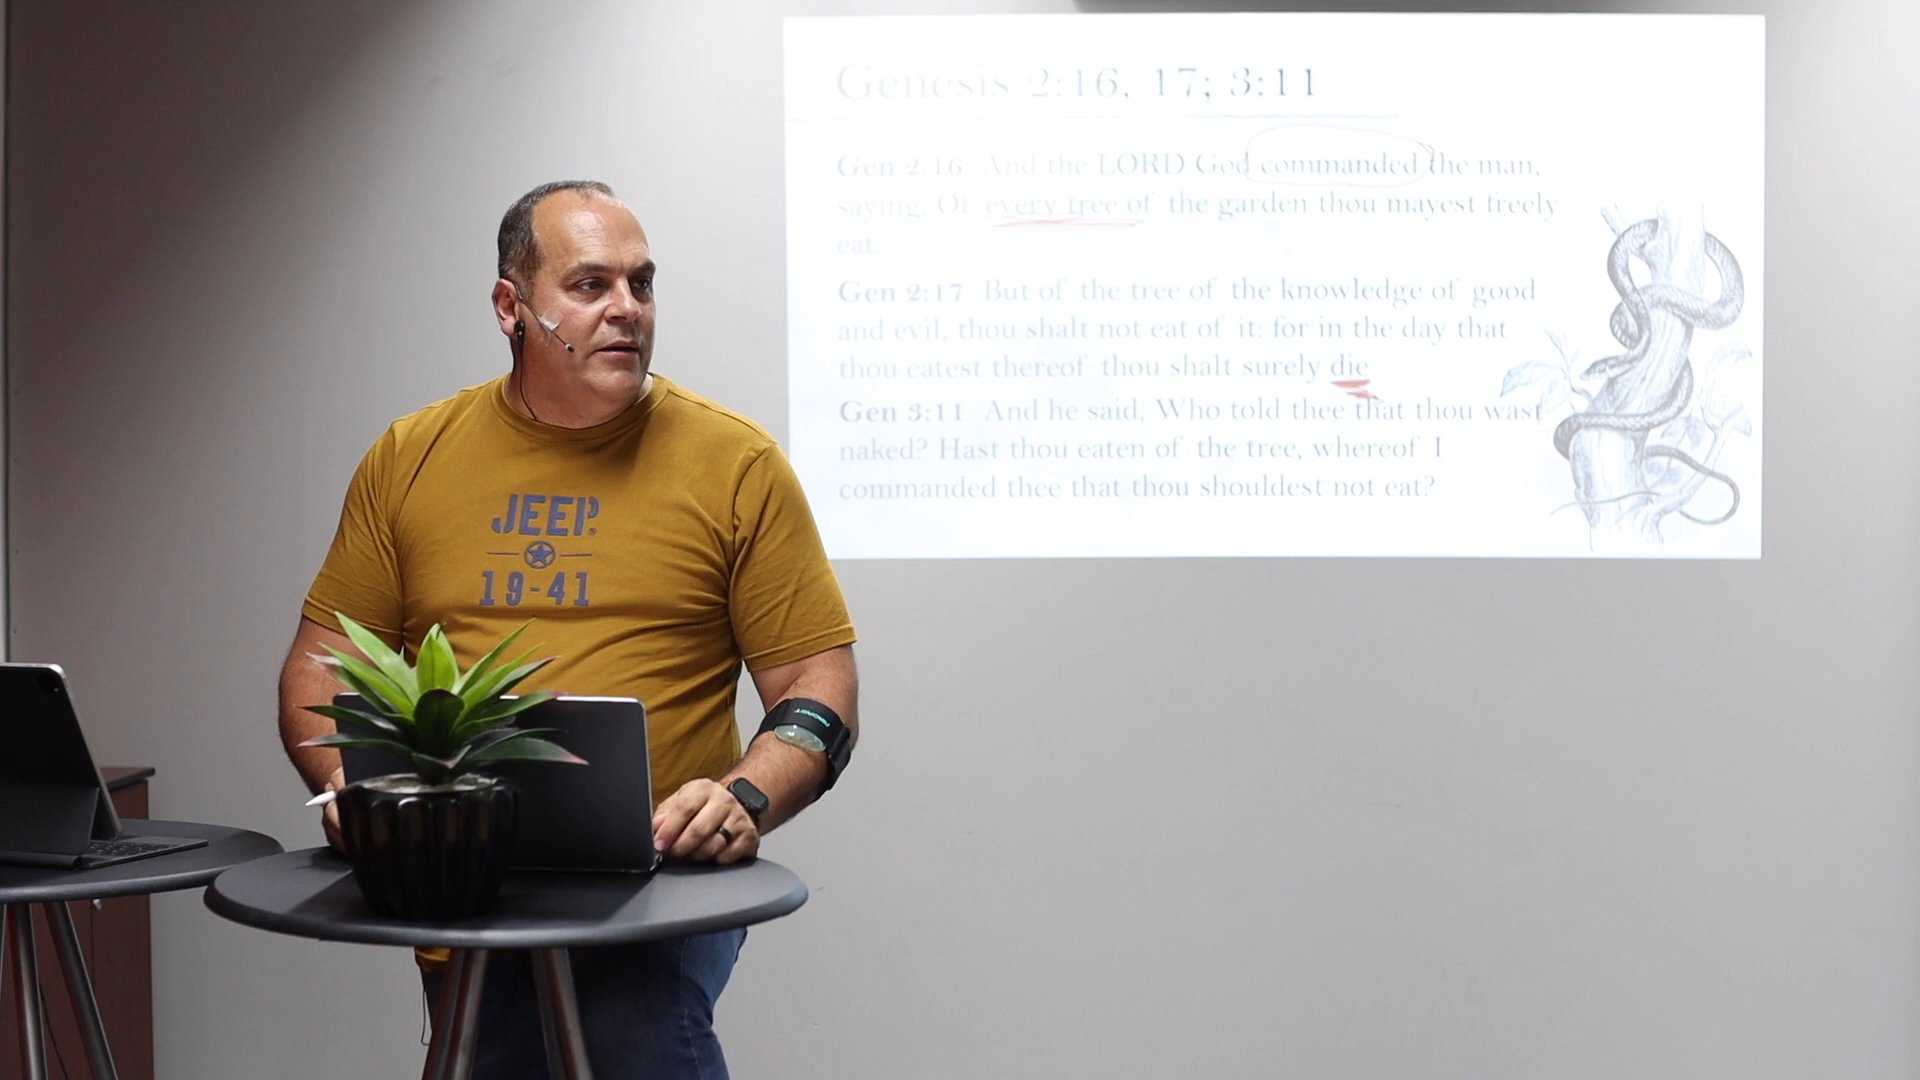 Genesis 2:16, 17; 3:11
Gen 2:16 And the LORD God commanded the man,
saying, Of every tree of the garden thou mayest freely
eat:
Gen 2:17 But of the tree of the knowledge of good
and evil, thou shalt not eat of it: for in the day that
thou eatest thereof thou shalt surely die
Gen 3:11 And he said, Who told thee that thou wast
naked? Hast thou eaten of the tree, whereof I
commanded thee that thou shouldest not eat?
JEEP®
19-41